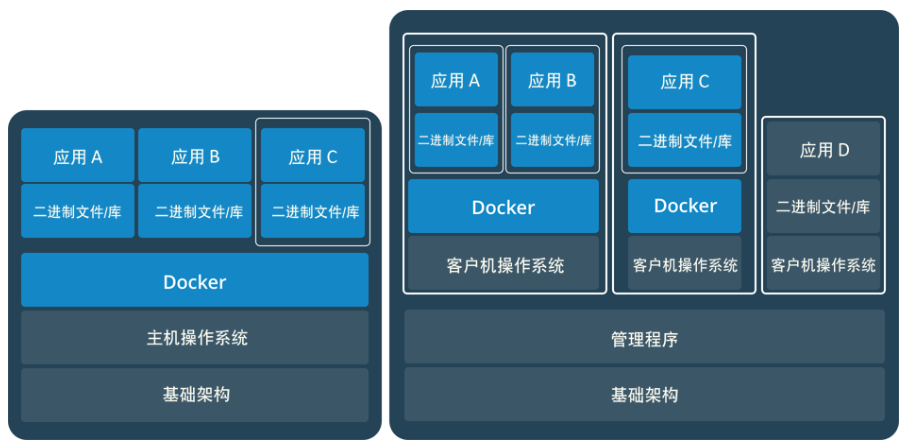 应用 A
应用 B
应用 C
二进制文件/库
二进制文件/库
二进制文件/库
Docker
主机操作系统
基础架构
应用 A
应用 B
应用 C
二进制文件/库
二进制文件/库
二进制文件/库
应用 D
Docker
Docker
二进制文件/库
客户机操作系统
客户机操作系统
客户机操作系统
管理程序
基础架构